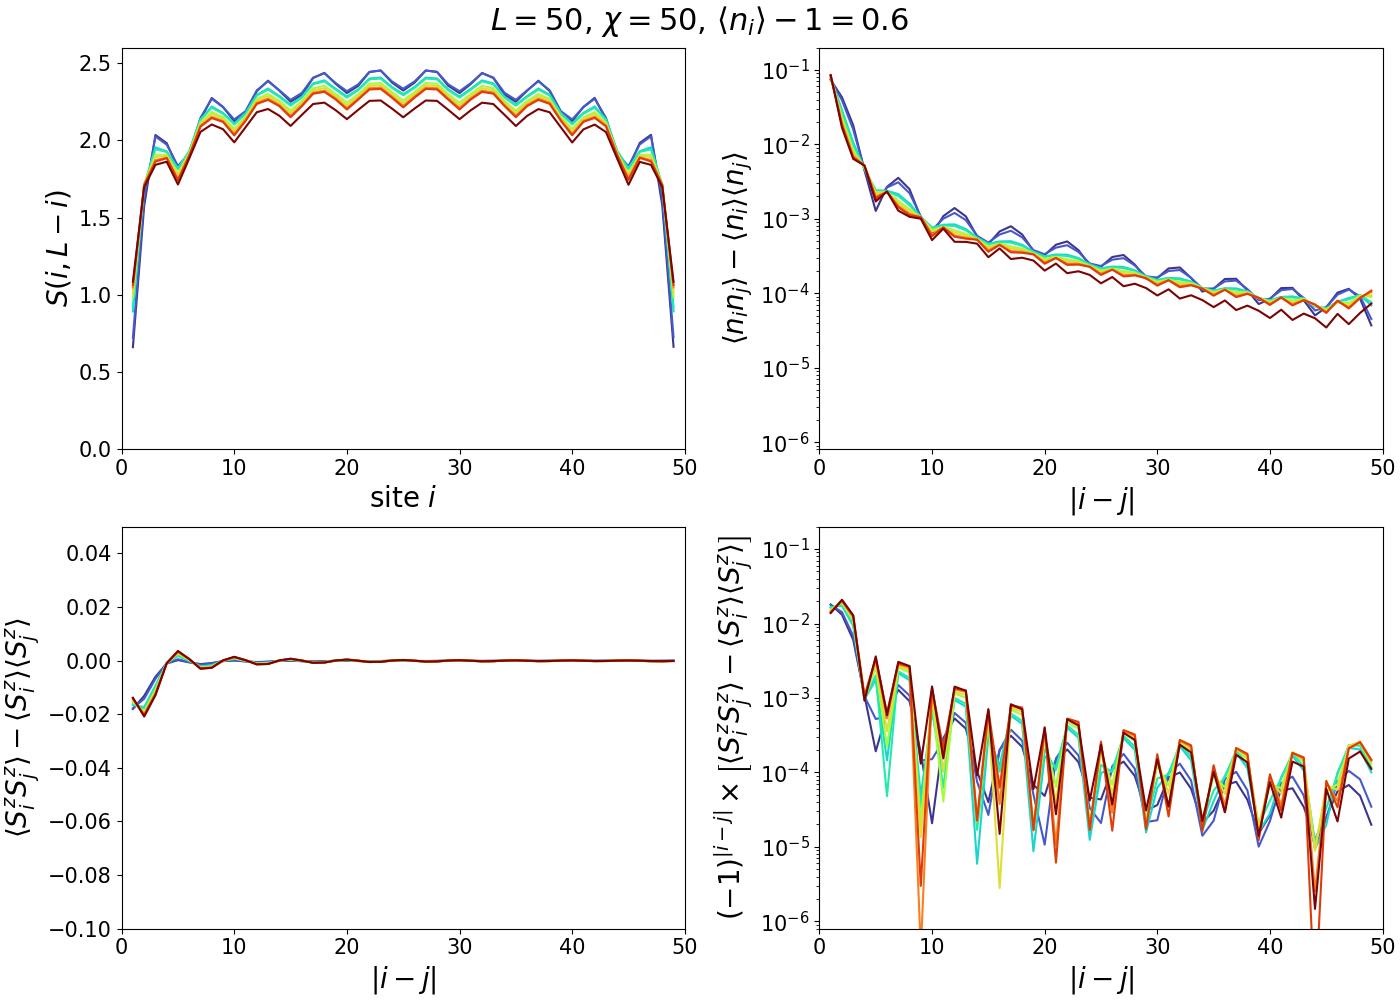 L = 50, χ = 50, ⟨n_i⟩ − 1 = 0.6
S(i, L − i)
2.5
2.0
1.5
1.0
0.5
0.0
0 10 20 30 40 50
site i
⟨n_i n_j⟩ − ⟨n_i⟩⟨n_j⟩
10⁻¹
10⁻²
10⁻³
10⁻⁴
10⁻⁵
10⁻⁶
0 10 20 30 40 50
|i − j|
⟨S_i^z S_j^z⟩ − ⟨S_i^z⟩⟨S_j^z⟩
0.04
0.02
0.00
−0.02
−0.04
−0.06
−0.08
−0.10
0 10 20 30 40 50
|i − j|
(−1)^|i−j| × [⟨S_i^z S_j^z⟩ − ⟨S_i^z⟩⟨S_j^z⟩]
10⁻¹
10⁻²
10⁻³
10⁻⁴
10⁻⁵
10⁻⁶
0 10 20 30 40 50
|i − j|